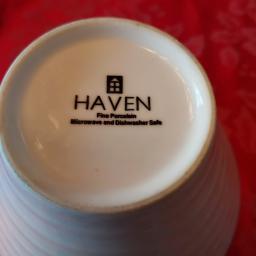 HAVEN
Fine Porcelain
Microwave and Dishwasher Safe